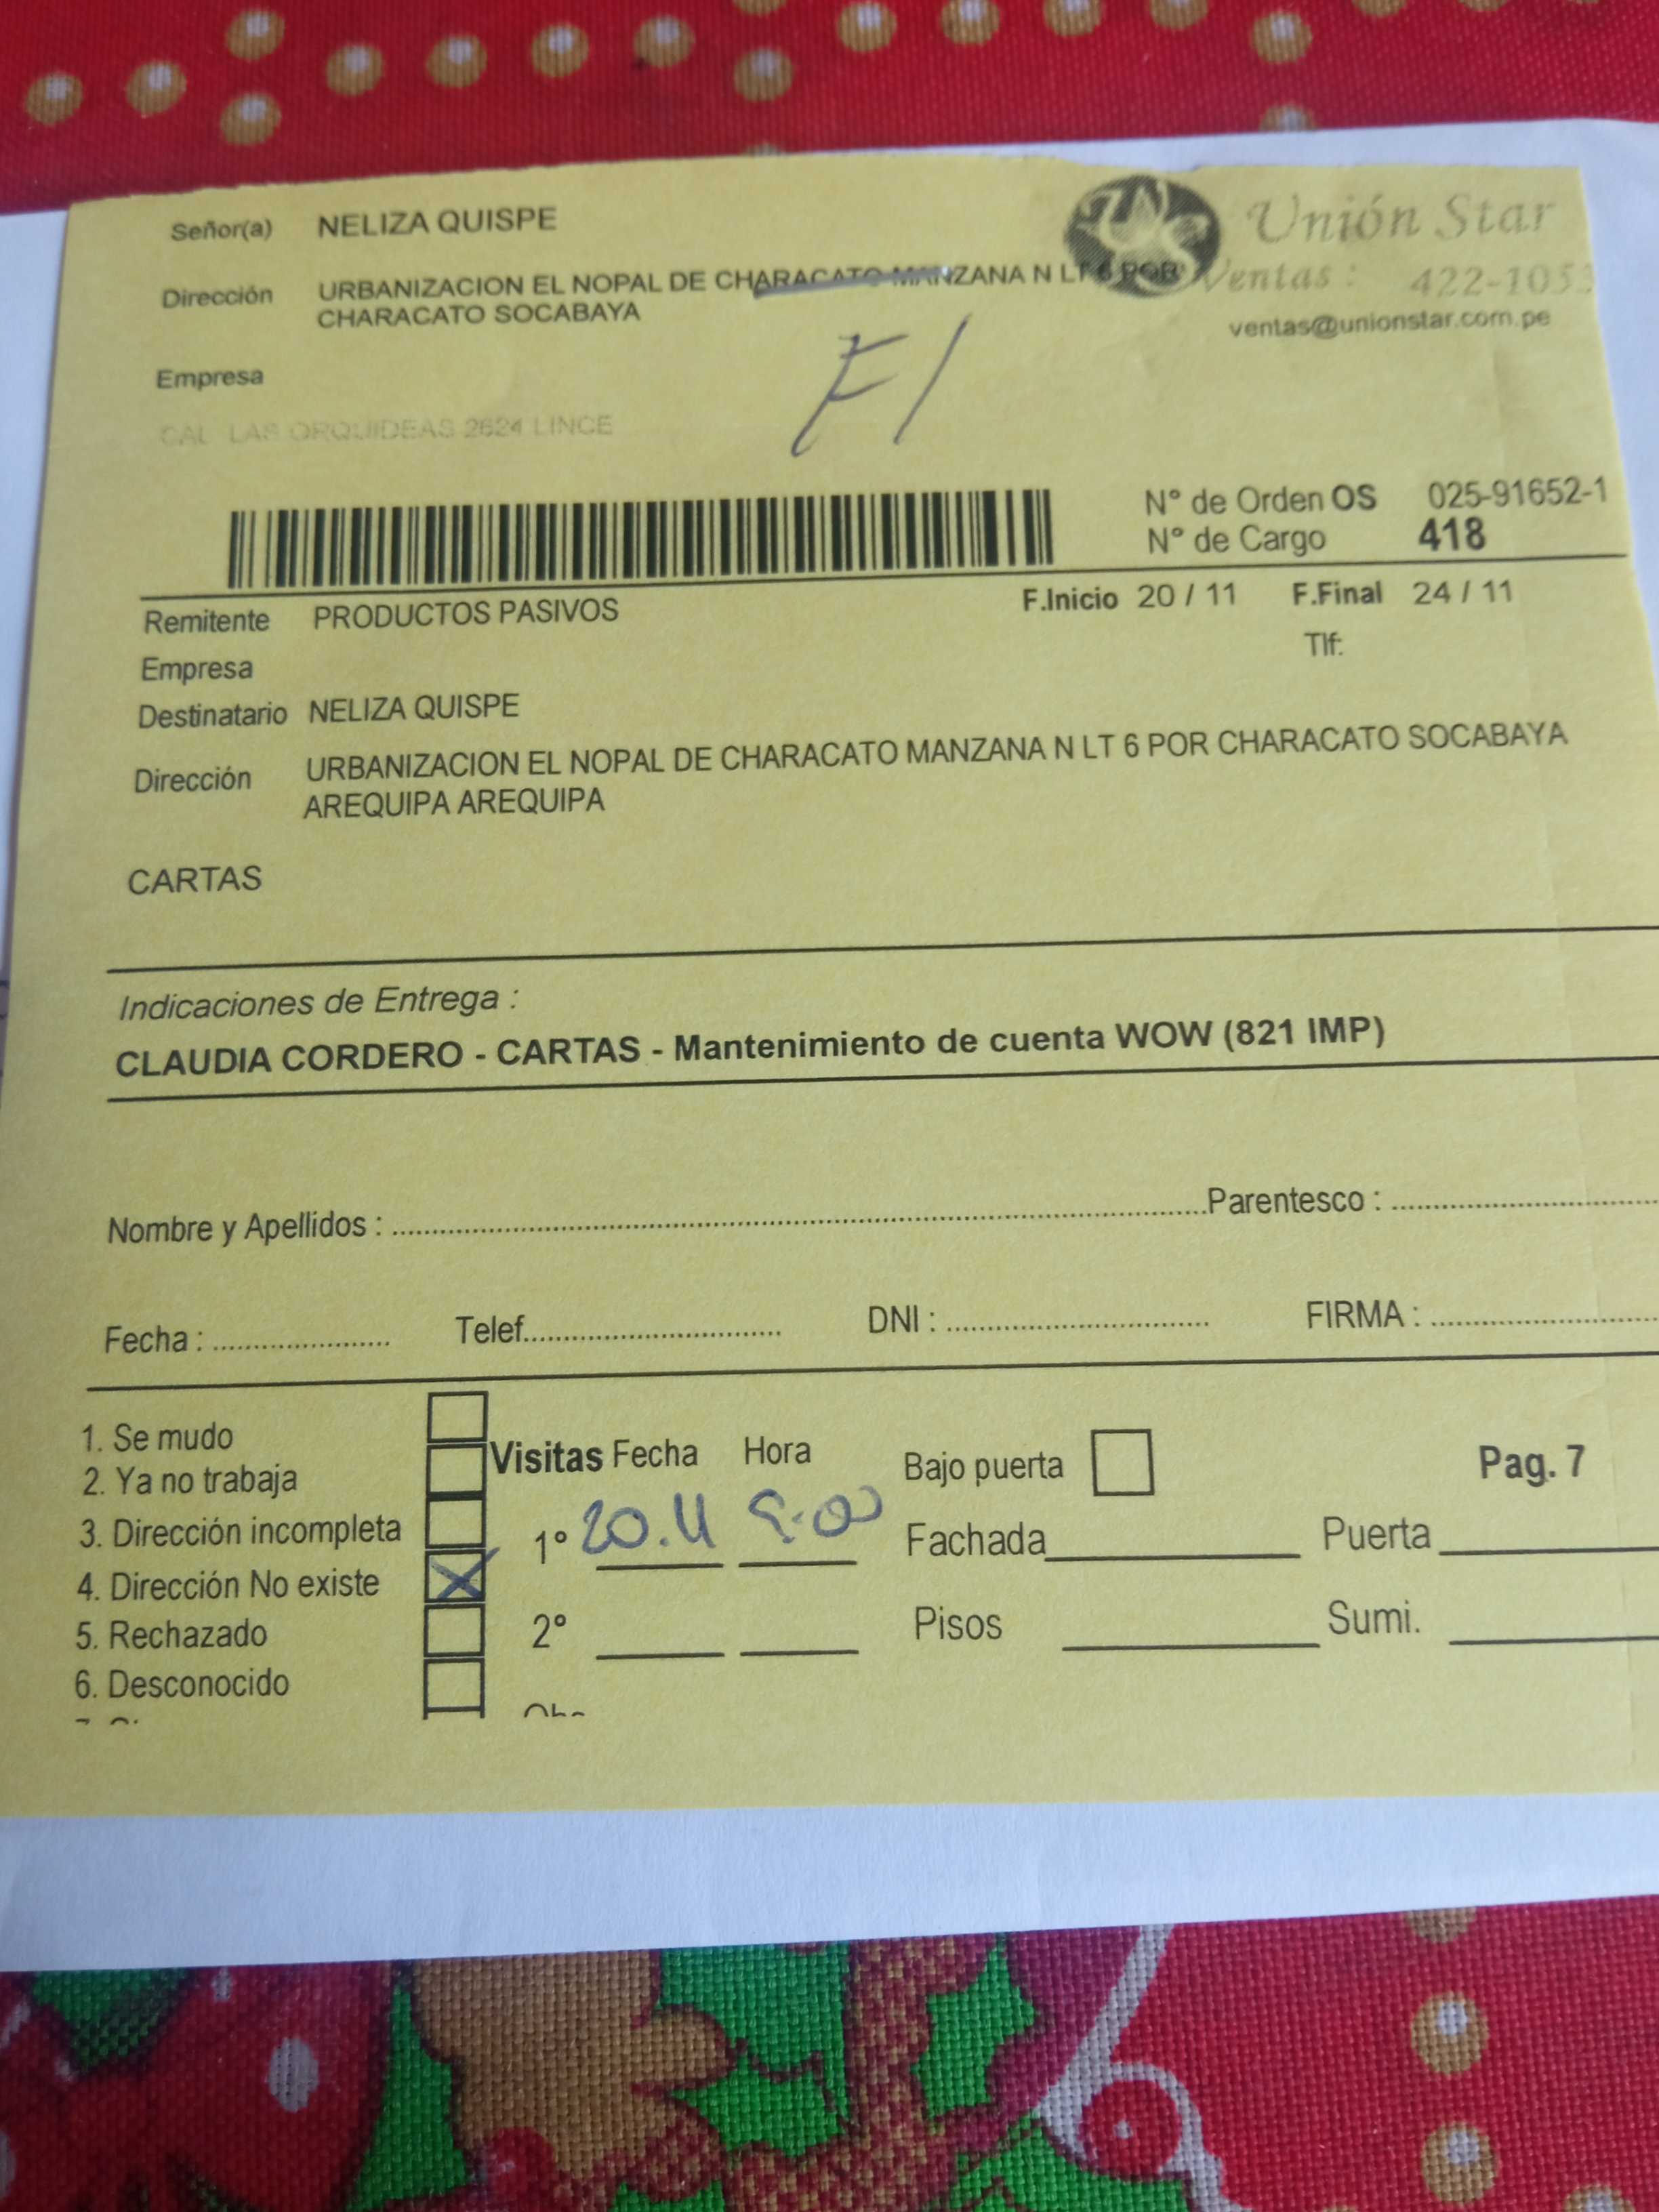 Señor(a) NELIZA QUISPE
Unión Star
Dirección URBANIZACION EL NOPAL DE CHARACATO MANZANA N LT 6 POR
CHARACATO SOCABAYA
Ventas : 422-105
ventas@unionstar.com.pe
Empresa
F1
CAL LAS ORQUIDEAS 2624 LINCE
N° de Orden OS 025-91652-1
N° de Cargo 418
Remitente PRODUCTOS PASIVOS F.Inicio 20 / 11 F.Final 24 / 11
Empresa Tlf:
Destinatario NELIZA QUISPE
Dirección URBANIZACION EL NOPAL DE CHARACATO MANZANA N LT 6 POR CHARACATO SOCABAYA
AREQUIPA AREQUIPA
CARTAS
Indicaciones de Entrega :
CLAUDIA CORDERO - CARTAS - Mantenimiento de cuenta WOW (821 IMP)
Nombre y Apellidos : Parentesco :
Fecha : Telef. DNI : FIRMA :
1. Se mudo
2. Ya no trabaja Visitas Fecha Hora Bajo puerta Pag. 7
3. Dirección incompleta 1° 20.11 9:00 Fachada Puerta
4. Dirección No existe X
5. Rechazado 2° Pisos Sumi.
6. Desconocido